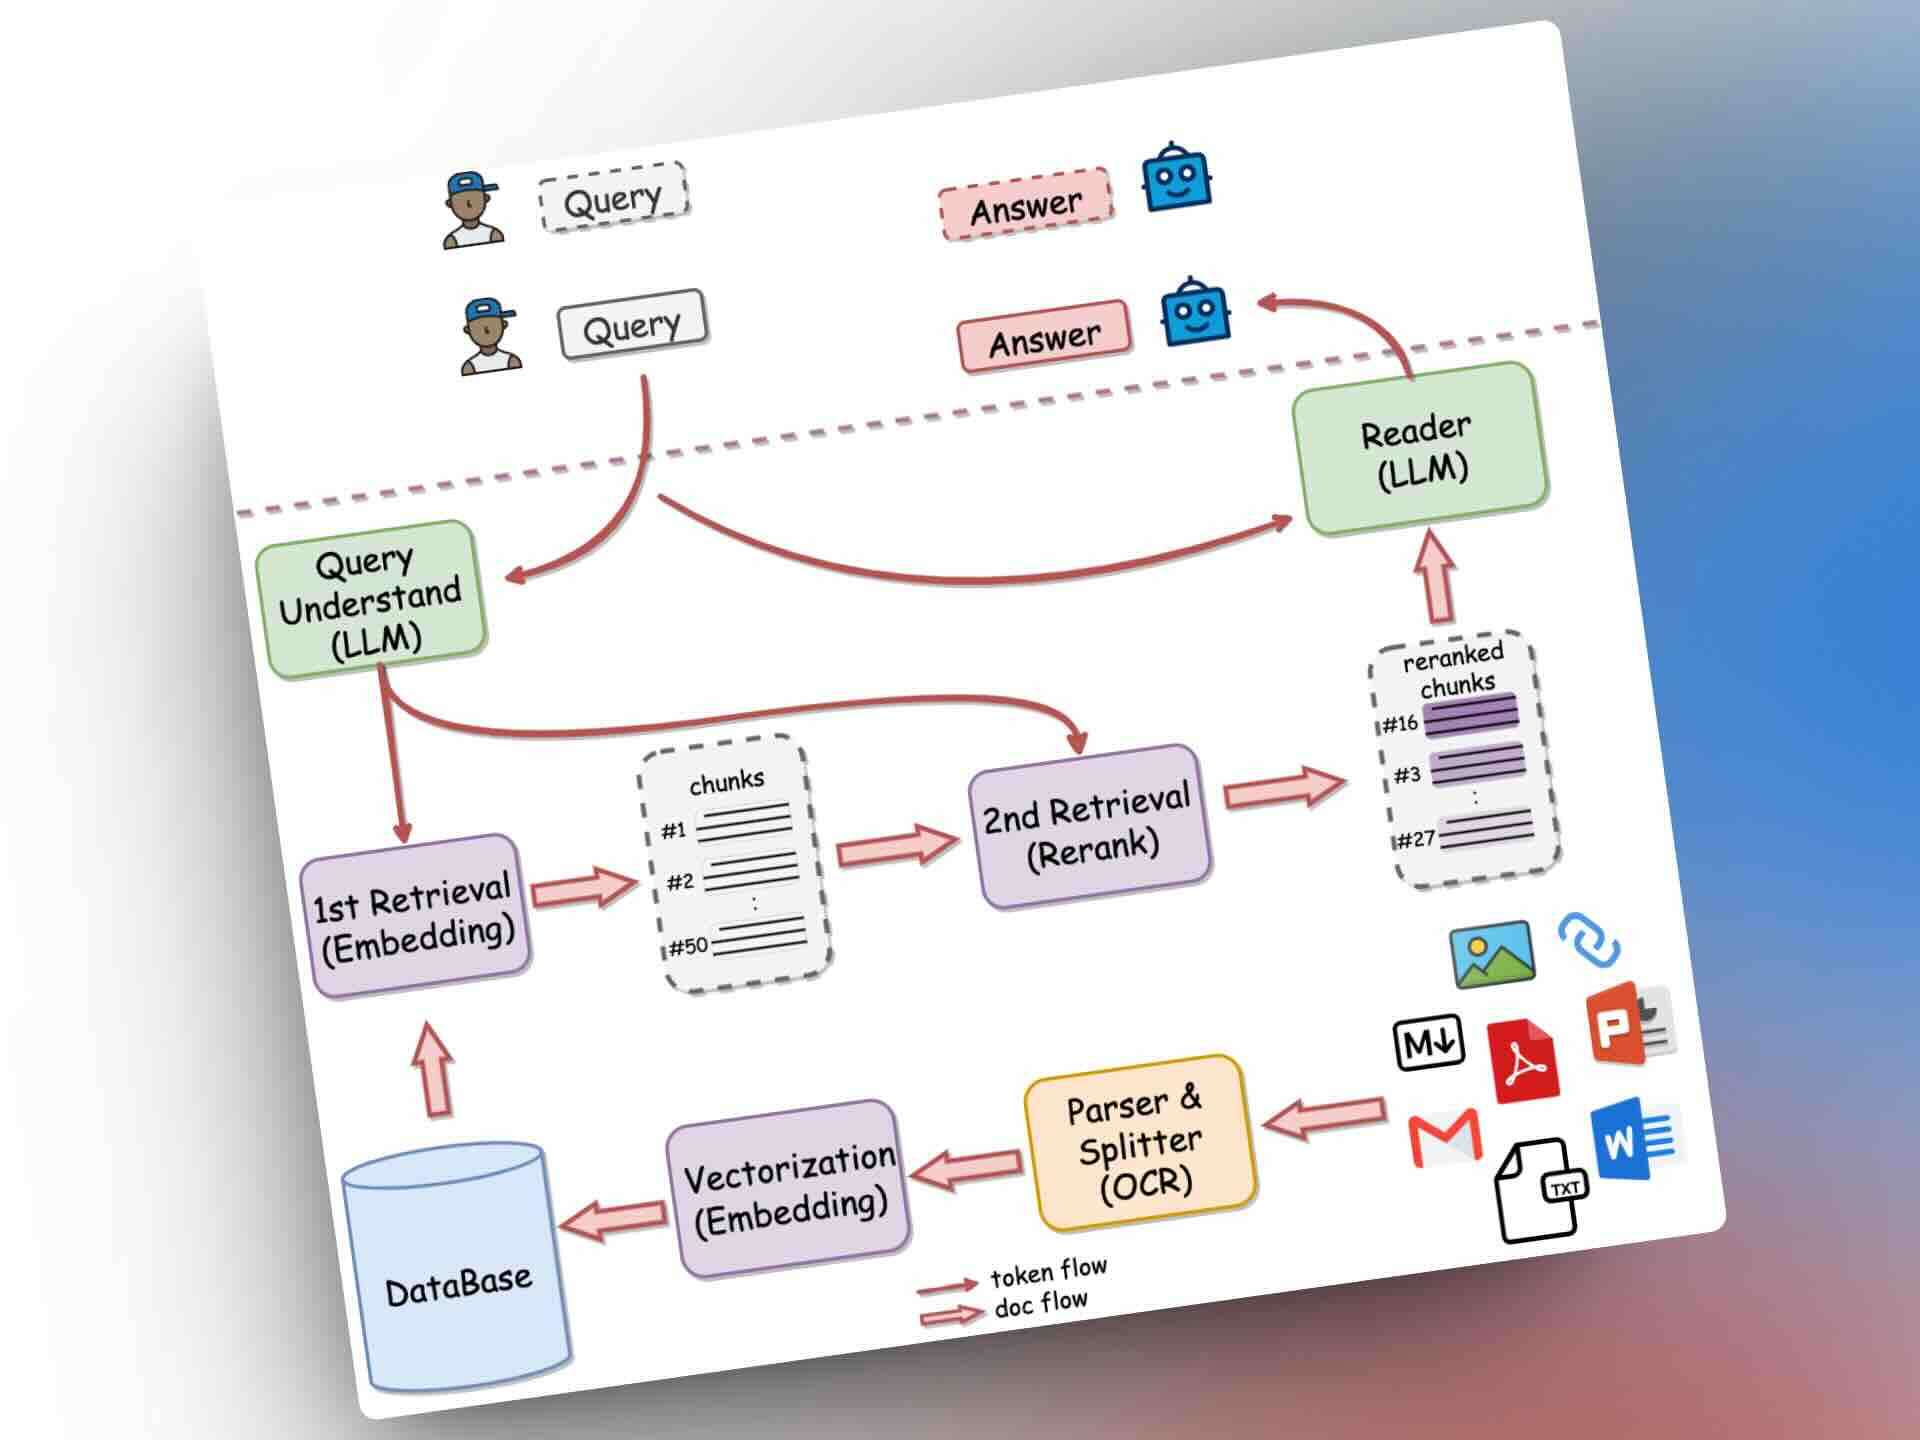 Query
Answer
Query
Answer
Reader
(LLM)
Query
Understand
(LLM)
reranked
chunks
#16
#3
:
#27
chunks
#1
#2
:
#50
2nd Retrieval
(Rerank)
1st Retrieval
(Embedding)
M
P
Parser &
Splitter
(OCR)
Vectorization
(Embedding)
W
TXT
DataBase
token flow
doc flow